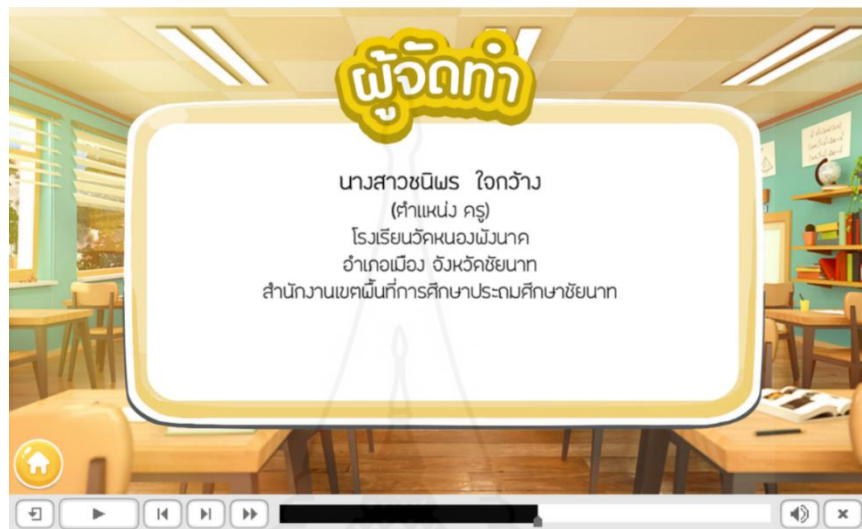 ผู้จัดทำ
นางสาวชนิพร ใจกว้าง
(ตำแหน่ง ครู)
โรงเรียนวัดหนองพังนาค
อำเภอเมือง จังหวัดชัยนาท
สำนักงานเขตพื้นที่การศึกษาประถมศึกษาชัยนาท